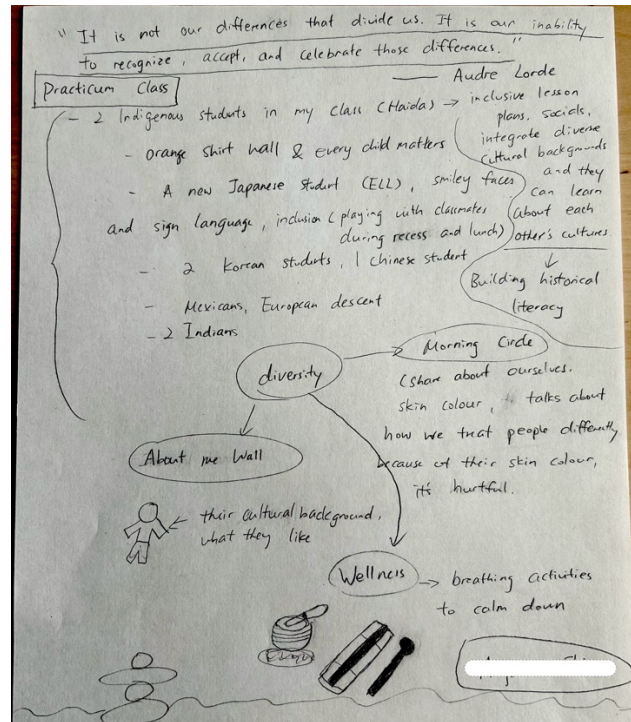 "It is not our differences that divide us. It is our inability
to recognize, accept, and celebrate those differences."
— Audre Lorde
Practicum Class
- 2 Indigenous students in my class (Haida) → inclusive lesson
plans, socials,
integrate diverse
cultural backgrounds
and they
can learn
about each
other's cultures
↓
Building historical
literacy
- orange shirt wall & every child matters
- A new Japanese student (ELL), smiley faces
and sign language, inclusion (playing with classmates
during recess and lunch)
- 2 Korean students, 1 Chinese student
- Mexicans, European descent
- 2 Indians
diversity
Morning Circle
(share about ourselves.
skin colour, talks about
how we treat people differently
because of their skin colour,
it's hurtful.
About me Wall
their cultural background,
what they like
Wellness → breathing activities
to calm down